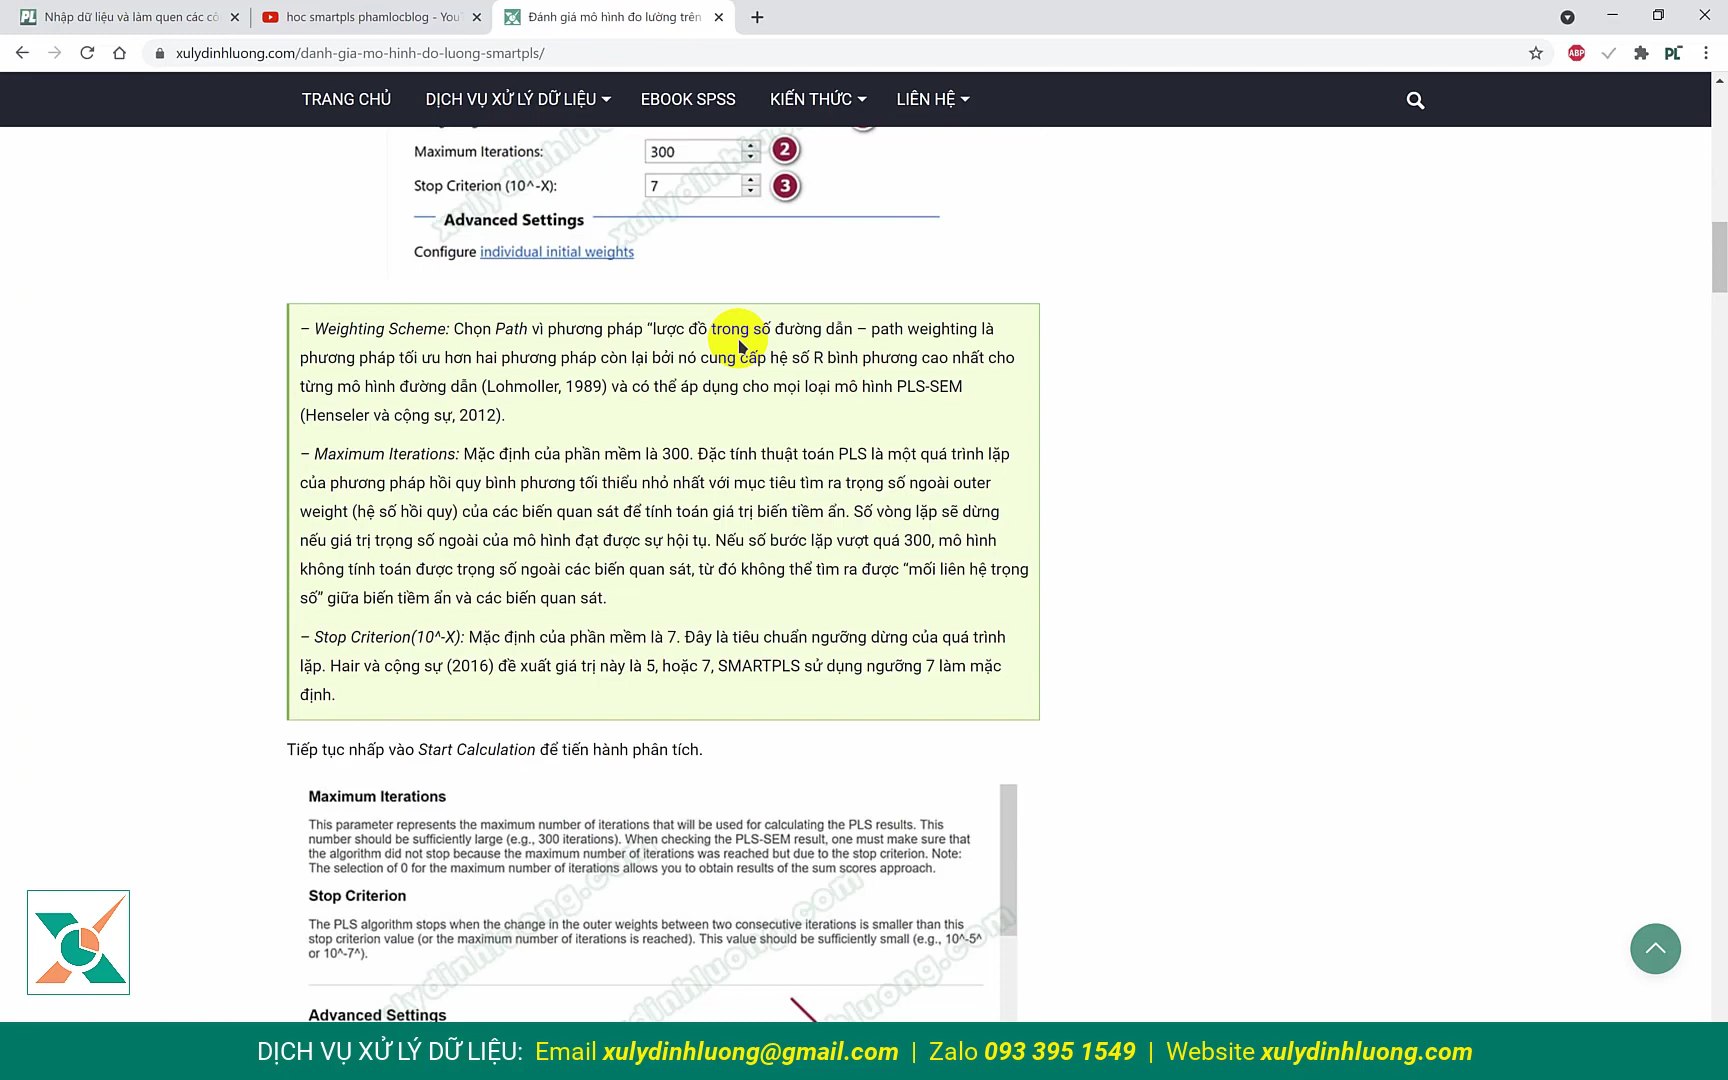 Nhập dữ liệu và làm quen các cô
hoc smartpls phamlocblog - You
Đánh giá mô hình đo lường trên
xulydinhluong.com/danh-gia-mo-hinh-do-luong-smartpls/
TRANG CHỦ DỊCH VỤ XỬ LÝ DỮ LIỆU EBOOK SPSS KIẾN THỨC LIÊN HỆ
Maximum Iterations: 300 2
Stop Criterion (10^-X): 7 3
Advanced Settings
Configure individual initial weights
– Weighting Scheme: Chọn Path vì phương pháp “lược đồ trong số đường dẫn – path weighting là
phương pháp tối ưu hơn hai phương pháp còn lại bởi nó cung cấp hệ số R bình phương cao nhất cho
từng mô hình đường dẫn (Lohmoller, 1989) và có thể áp dụng cho mọi loại mô hình PLS-SEM
(Henseler và cộng sự, 2012).
– Maximum Iterations: Mặc định của phần mềm là 300. Đặc tính thuật toán PLS là một quá trình lặp
của phương pháp hồi quy bình phương tối thiểu nhỏ nhất với mục tiêu tìm ra trọng số ngoài outer
weight (hệ số hồi quy) của các biến quan sát để tính toán giá trị biến tiềm ẩn. Số vòng lặp sẽ dừng
nếu giá trị trọng số ngoài của mô hình đạt được sự hội tụ. Nếu số bước lặp vượt quá 300, mô hình
không tính toán được trọng số ngoài các biến quan sát, từ đó không thể tìm ra được “mối liên hệ trọng
số” giữa biến tiềm ẩn và các biến quan sát.
– Stop Criterion(10^-X): Mặc định của phần mềm là 7. Đây là tiêu chuẩn ngưỡng dừng của quá trình
lặp. Hair và cộng sự (2016) đề xuất giá trị này là 5, hoặc 7, SMARTPLS sử dụng ngưỡng 7 làm mặc
định.
Tiếp tục nhấp vào Start Calculation để tiến hành phân tích.
Maximum Iterations
This parameter represents the maximum number of iterations that will be used for calculating the PLS results. This
number should be sufficiently large (e.g., 300 iterations). When checking the PLS-SEM result, one must make sure that
the algorithm did not stop because the maximum number of iterations was reached but due to the stop criterion. Note:
The selection of 0 for the maximum number of iterations allows you to obtain results of the sum scores approach.
Stop Criterion
The PLS algorithm stops when the change in the outer weights between two consecutive iterations is smaller than this
stop criterion value (or the maximum number of iterations is reached). This value should be sufficiently small (e.g., 10^-5^
or 10^-7^).
Advanced Settings
DỊCH VỤ XỬ LÝ DỮ LIỆU: Email xulydinhluong@gmail.com | Zalo 093 395 1549 | Website xulydinhluong.com